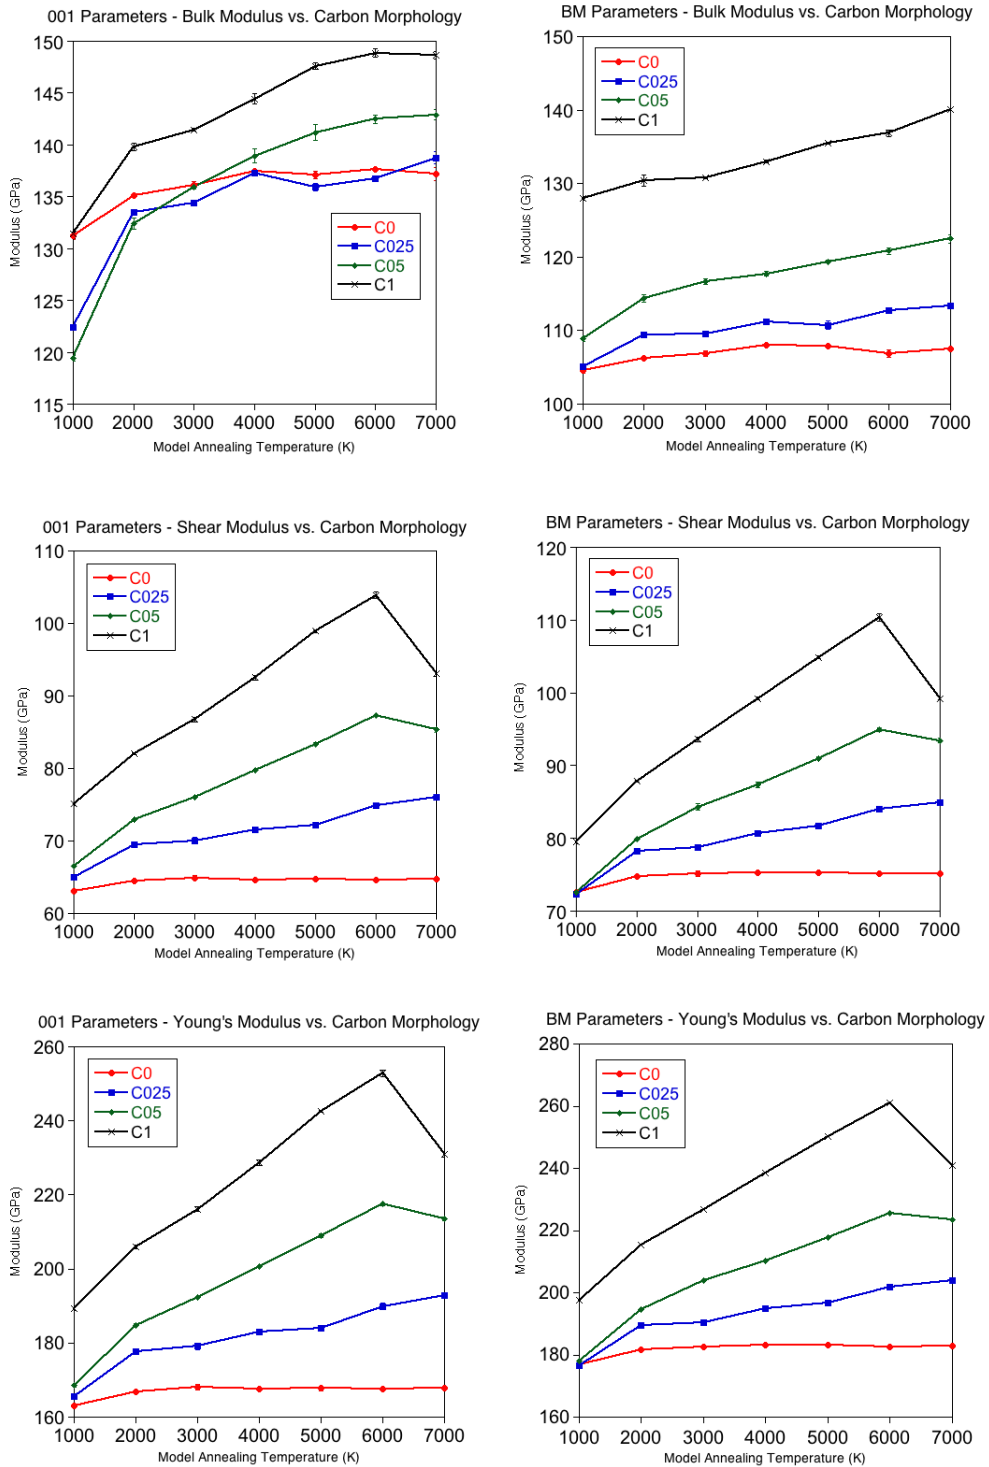 001 Parameters - Bulk Modulus vs. Carbon Morphology
150
145
140
135
130
125
120
115
Modulus (GPa)
C0
C025
C05
C1
1000 2000 3000 4000 5000 6000 7000
Model Annealing Temperature (K)
BM Parameters - Bulk Modulus vs. Carbon Morphology
150
140
130
120
110
100
Modulus (GPa)
C0
C025
C05
C1
1000 2000 3000 4000 5000 6000 7000
Model Annealing Temperature (K)
001 Parameters - Shear Modulus vs. Carbon Morphology
110
100
90
80
70
60
Modulus (GPa)
C0
C025
C05
C1
1000 2000 3000 4000 5000 6000 7000
Model Annealing Temperature (K)
BM Parameters - Shear Modulus vs. Carbon Morphology
120
110
100
90
80
70
Modulus (GPa)
C0
C025
C05
C1
1000 2000 3000 4000 5000 6000 7000
Model Annealing Temperature (K)
001 Parameters - Young's Modulus vs. Carbon Morphology
260
240
220
200
180
160
Modulus (GPa)
C0
C025
C05
C1
1000 2000 3000 4000 5000 6000 7000
Model Annealing Temperature (K)
BM Parameters - Young's Modulus vs. Carbon Morphology
280
260
240
220
200
180
160
Modulus (GPa)
C0
C025
C05
C1
1000 2000 3000 4000 5000 6000 7000
Model Annealing Temperature (K)